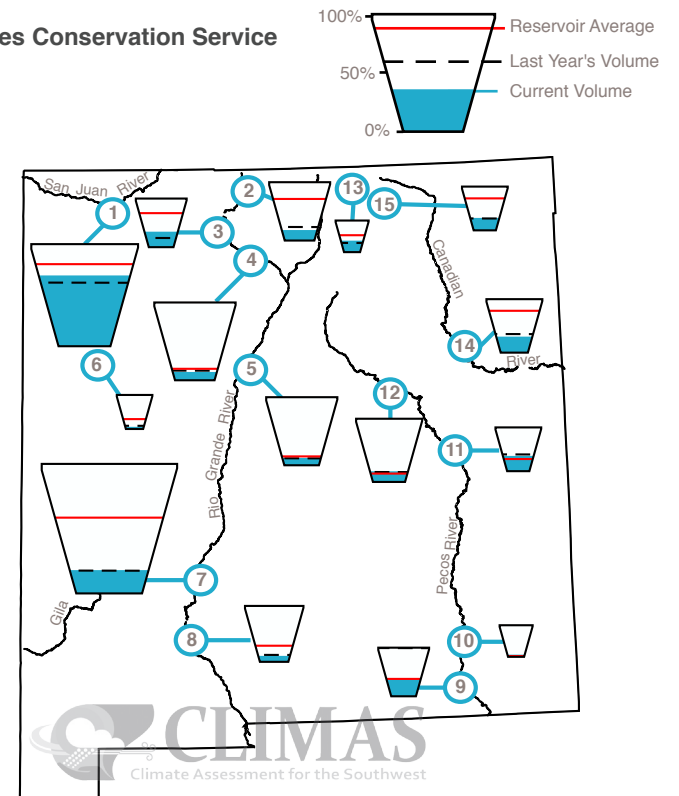 es Conservation Service
100%
50%
0%
Reservoir Average
Last Year's Volume
Current Volume
San Juan River
1
2
3
4
5
6
7
8
9
10
11
12
13
14
15
Canadian
River
Rio Grande River
Pecos River
Gila
CLIMAS
Climate Assessment for the Southwest